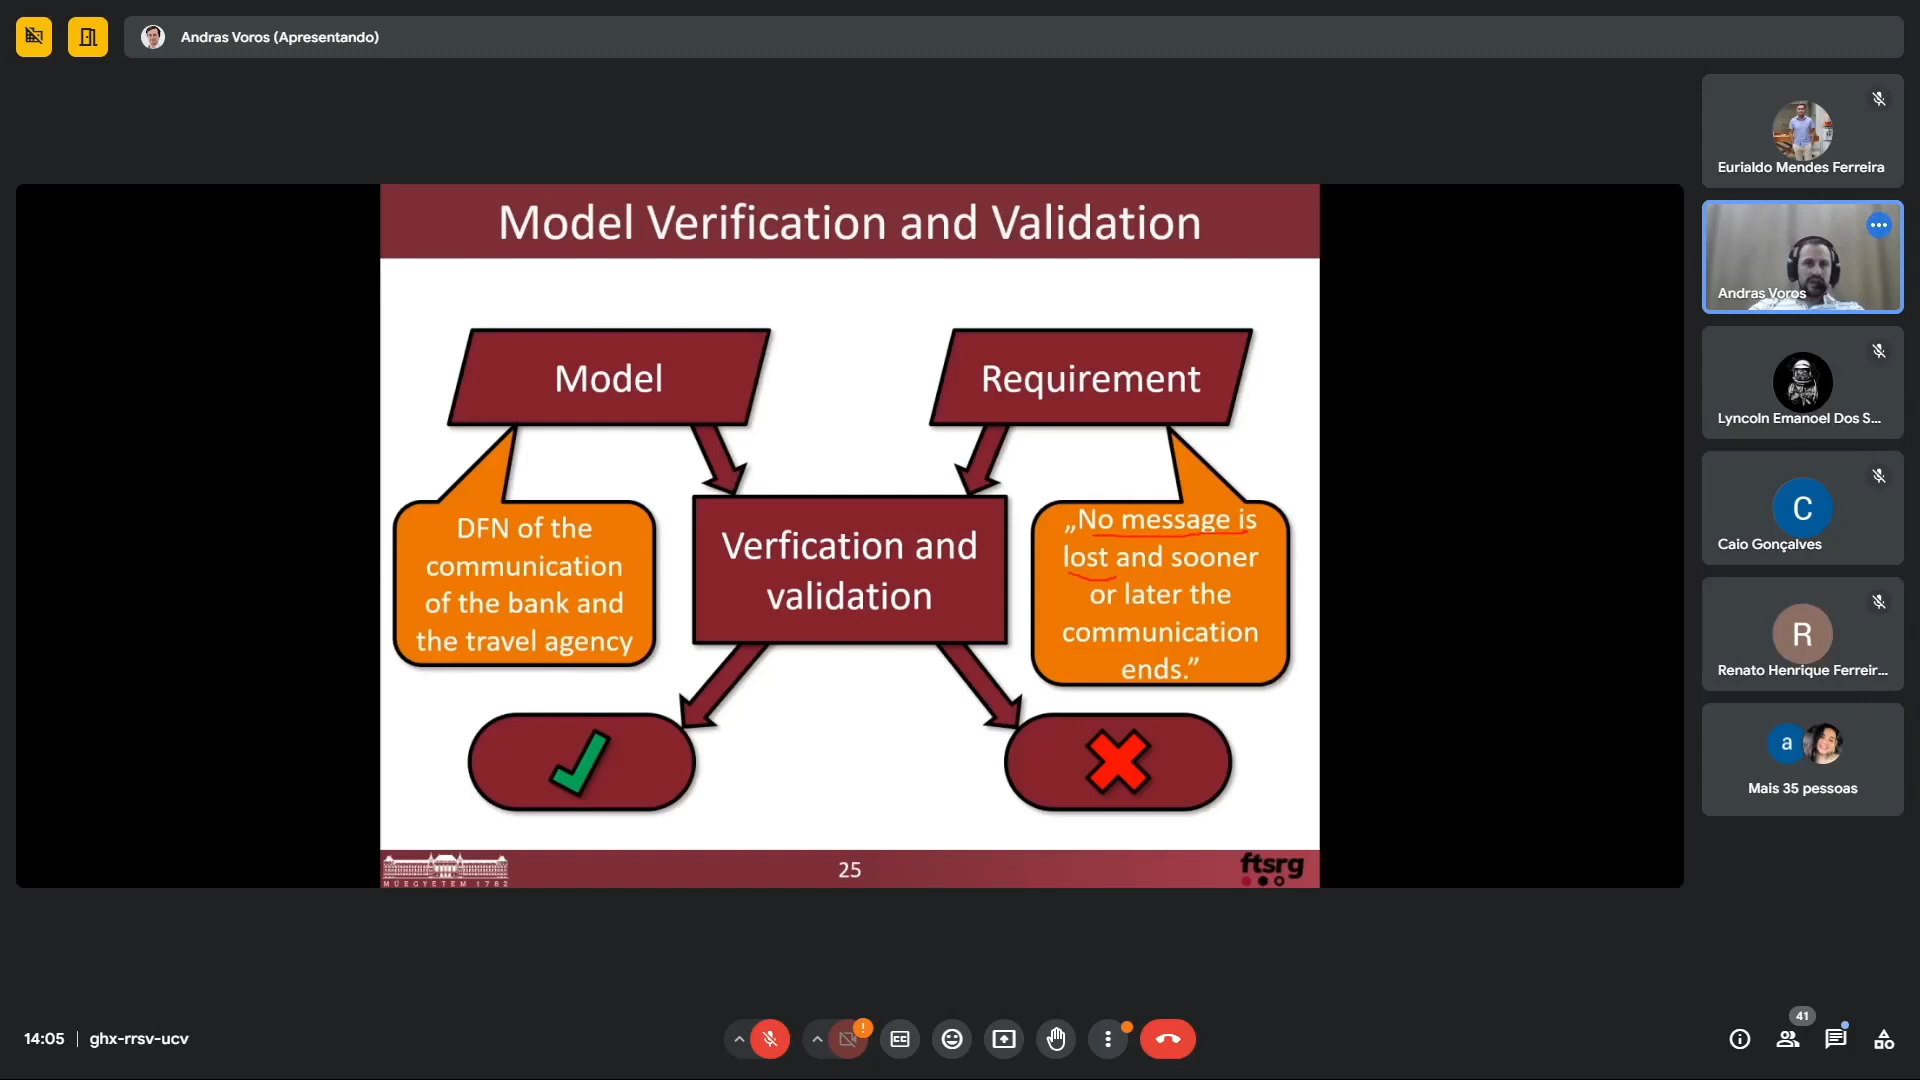 Andras Voros (Apresentando)
Model Verification and Validation
Model
Requirement
DFN of the
communication
of the bank and
the travel agency
Verfication and
validation
„No message is
lost and sooner
or later the
communication
ends.”
MŰEGYETEM 1782
25
ftsrg
Eurialdo Mendes Ferreira
Andras Voros
Lyncoln Emanoel Dos S...
C
Caio Gonçalves
R
Renato Henrique Ferreir...
a
Mais 35 pessoas
14:05
ghx-rrsv-ucv
41